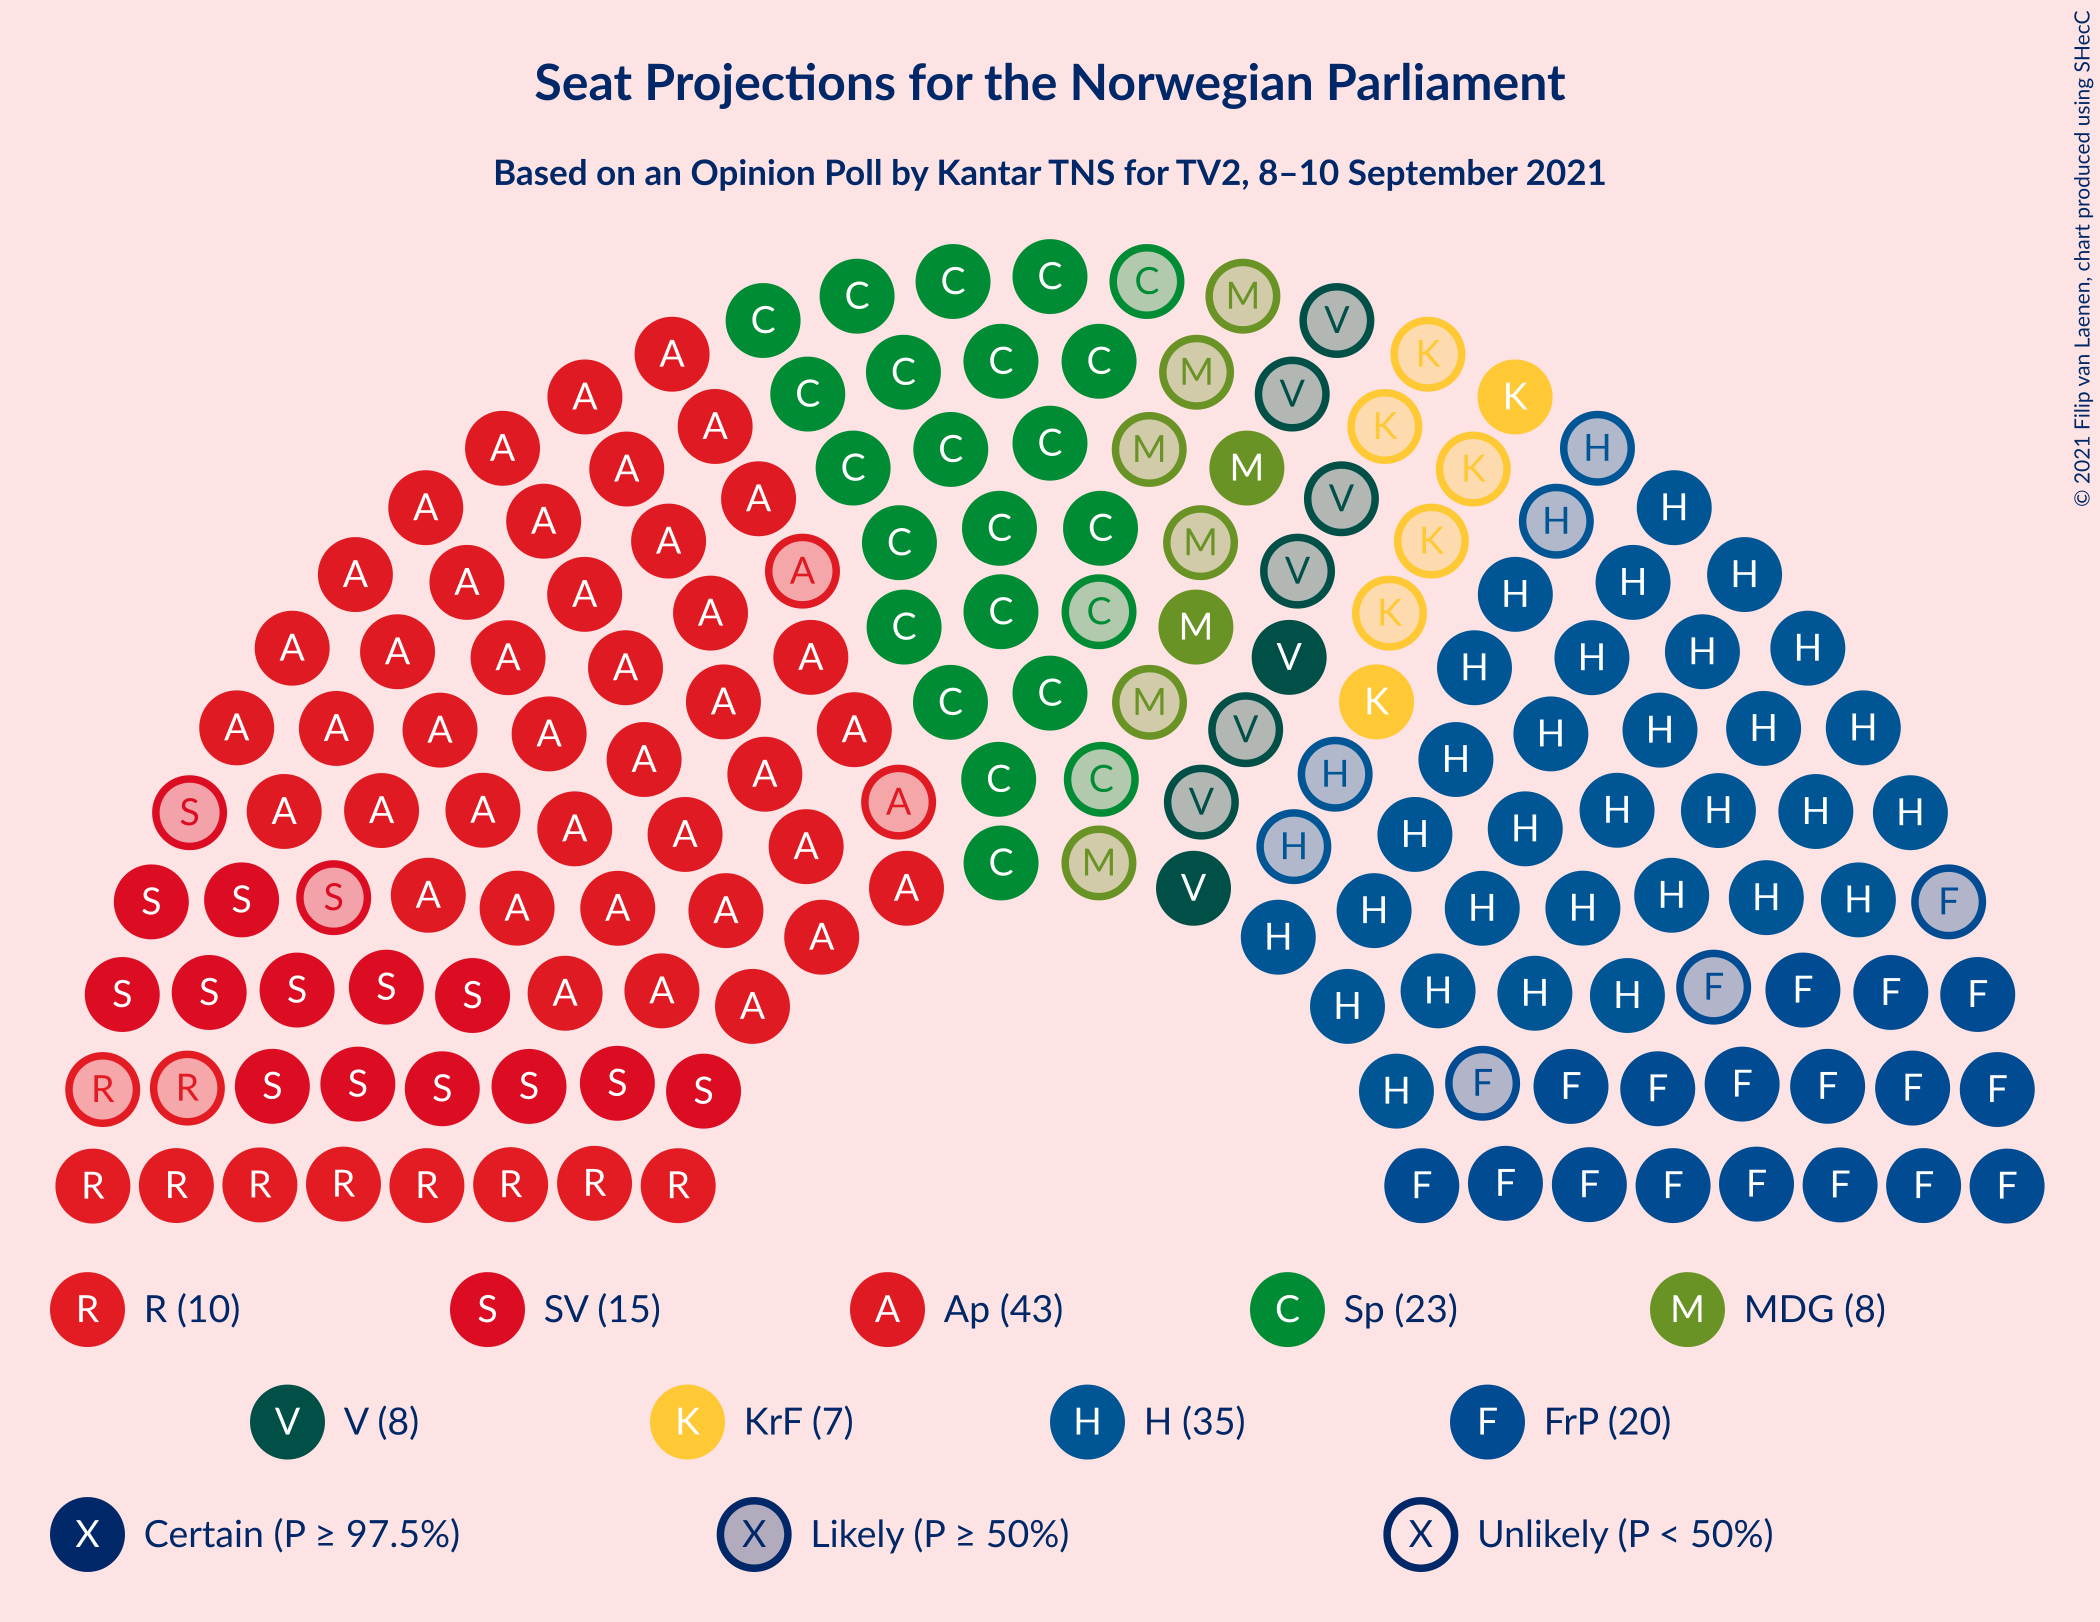 Seat Projections for the Norwegian Parliament
Based on an Opinion Poll by Kantar TNS for TV2, 8–10 September 2021
© 2021 Filip van Laenen, chart produced using SHecC
C C C C C M V
A C C C C M V K K
A A C C C M M V K K H
A A A C C C M V K H H
A A A A C C C M V K H H H
A A A A A C C M V K H H H H
A A A A A A C C V H H H H H H
S A A A A A A C M V H H H H H H H
S S S A A A A A A H H H H H H H F
S S S S S A A A H H H H F F F F
R R S S S S S S H F F F F F F F
R R R R R R R R F F F F F F F F
R R (10) S SV (15) A Ap (43) C Sp (23) M MDG (8)
V V (8) K KrF (7) H H (35) F FrP (20)
X Certain (P ≥ 97.5%) X Likely (P ≥ 50%) X Unlikely (P < 50%)